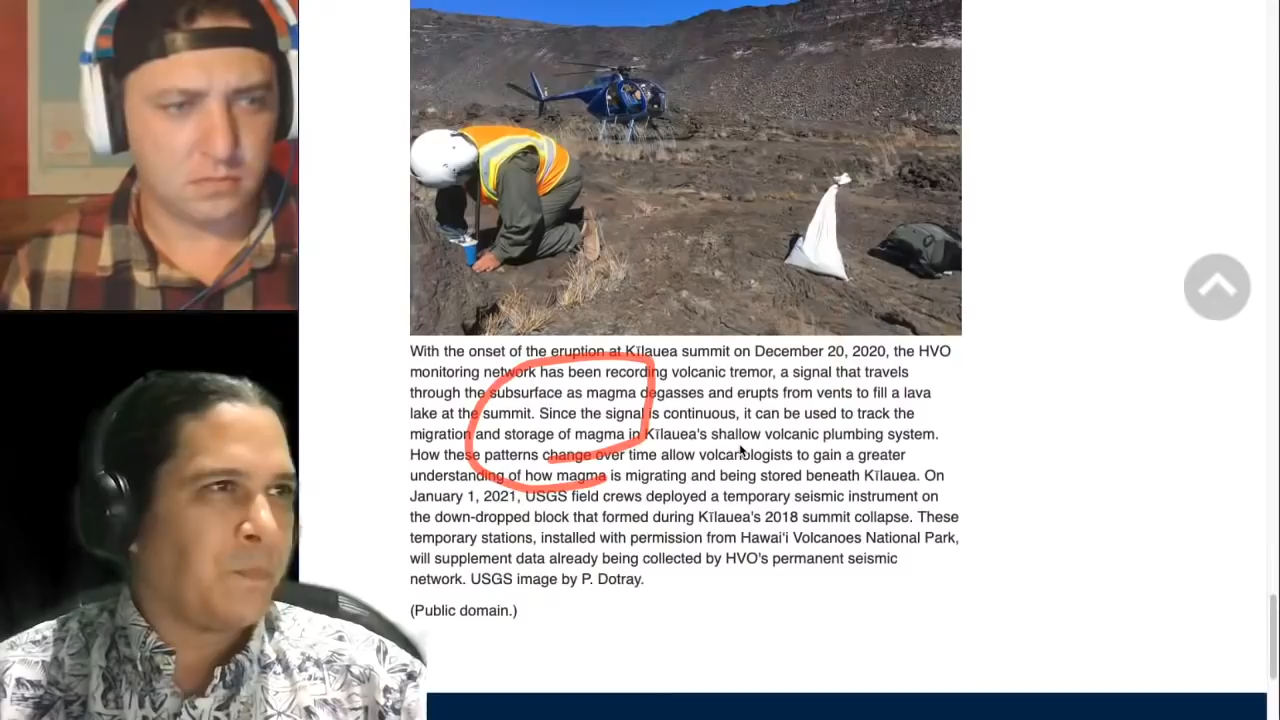 With the onset of the eruption at Kīlauea summit on December 20, 2020, the HVO
monitoring network has been recording volcanic tremor, a signal that travels
through the subsurface as magma degasses and erupts from vents to fill a lava
lake at the summit. Since the signal is continuous, it can be used to track the
migration and storage of magma in Kīlauea's shallow volcanic plumbing system.
How these patterns change over time allow volcanologists to gain a greater
understanding of how magma is migrating and being stored beneath Kīlauea. On
January 1, 2021, USGS field crews deployed a temporary seismic instrument on
the down-dropped block that formed during Kīlauea's 2018 summit collapse. These
temporary stations, installed with permission from Hawai'i Volcanoes National Park,
will supplement data already being collected by HVO's permanent seismic
network. USGS image by P. Dotray.
(Public domain.)